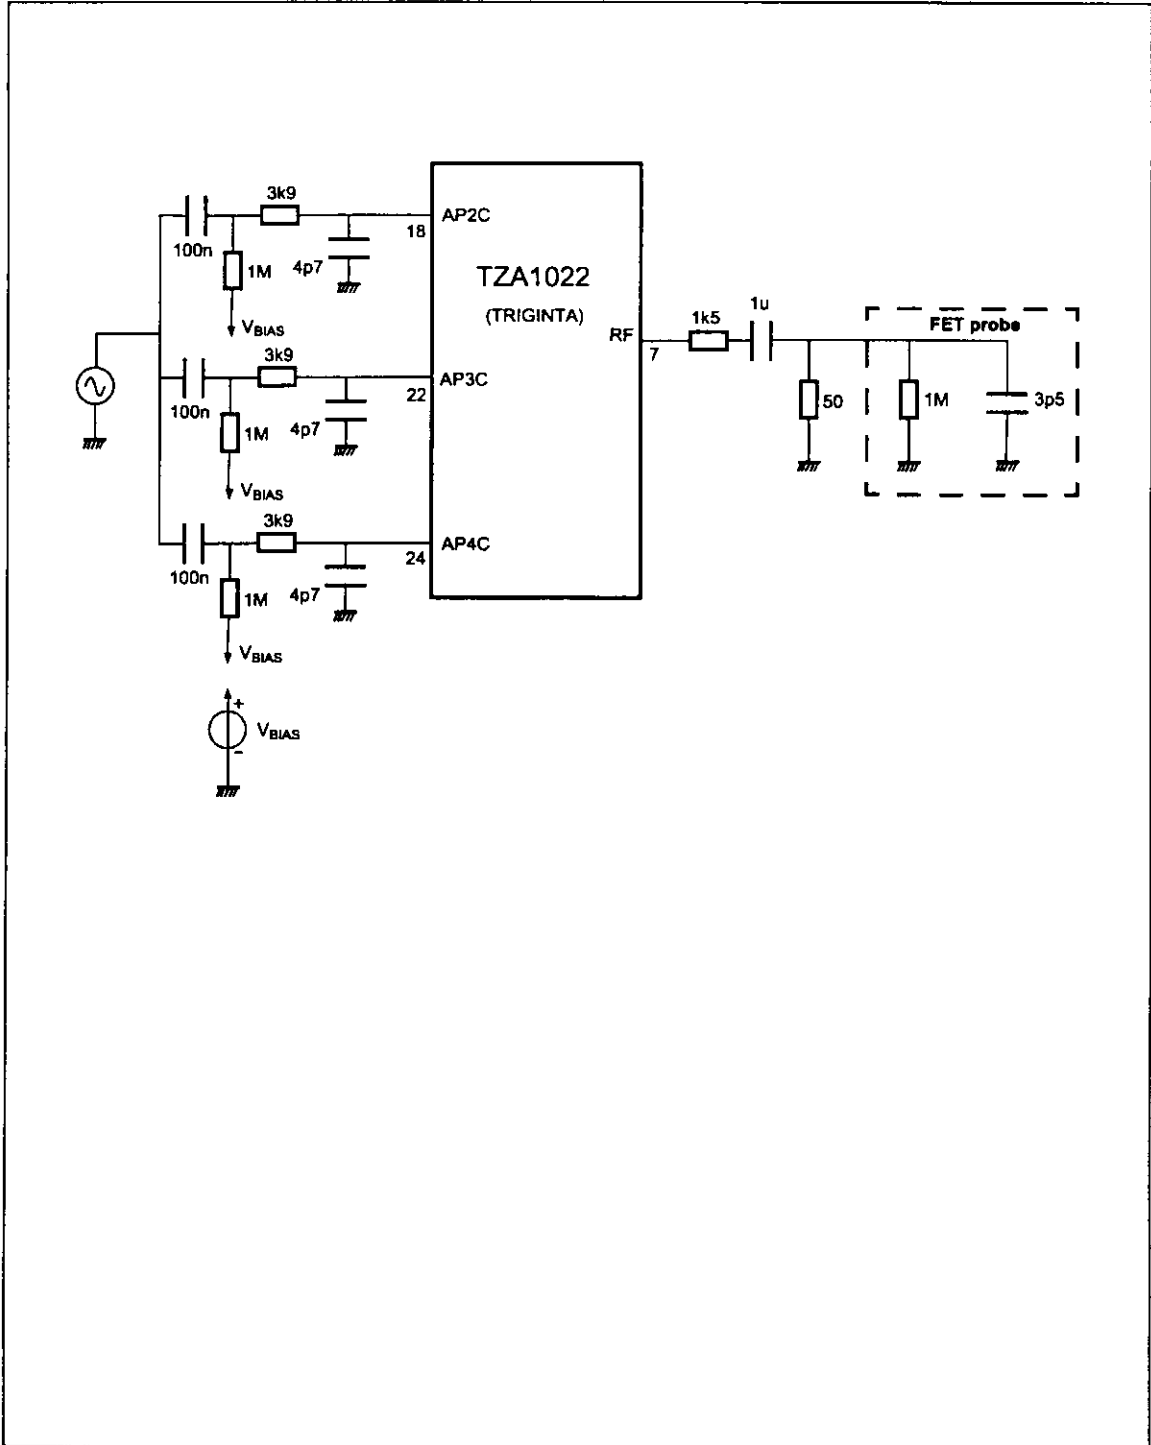 3k9
AP2C
18
100n
1M
4p7
VBIAS
TZA1022
(TRIGINTA)
RF
7
1k5
1u
FET probe
50
1M
3p5
3k9
AP3C
22
100n
1M
4p7
VBIAS
3k9
AP4C
24
100n
1M
4p7
VBIAS
+
VBIAS
-